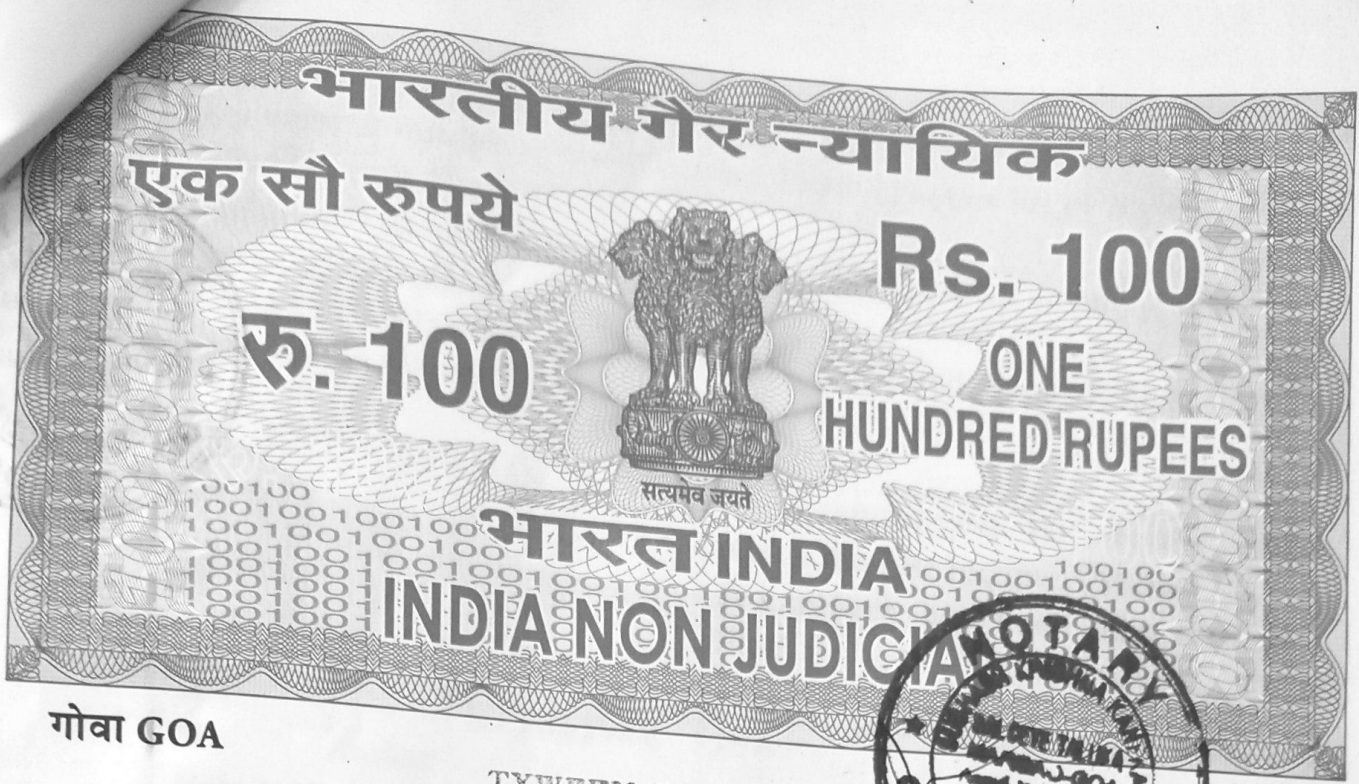 भारतीय गैर न्यायिक
एक सौ रुपये
Rs. 100
रु. 100
ONE
HUNDRED RUPEES
सत्यमेव जयते
भारत INDIA
INDIA NON JUDICIAL
NOTARY
गोवा GOA